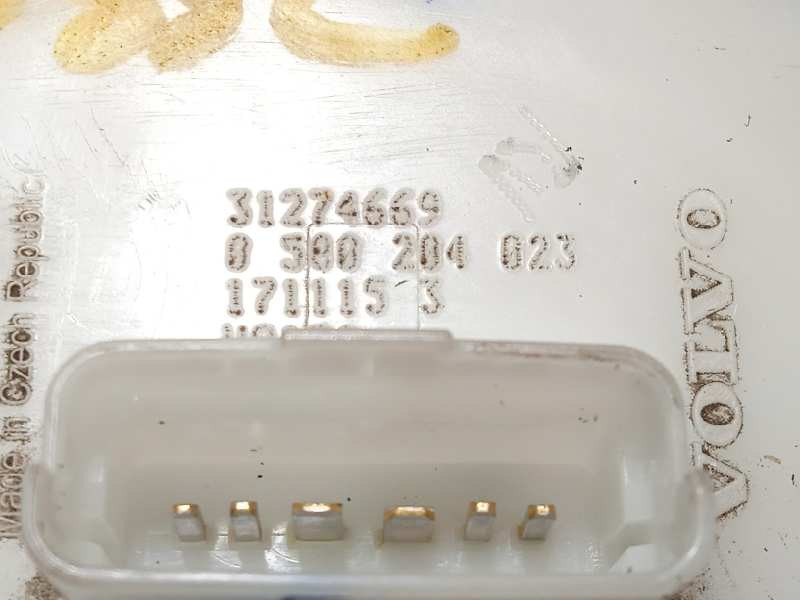 31274669
0 580 204 023
171115 3
VOLVO
Made in Czech Republic